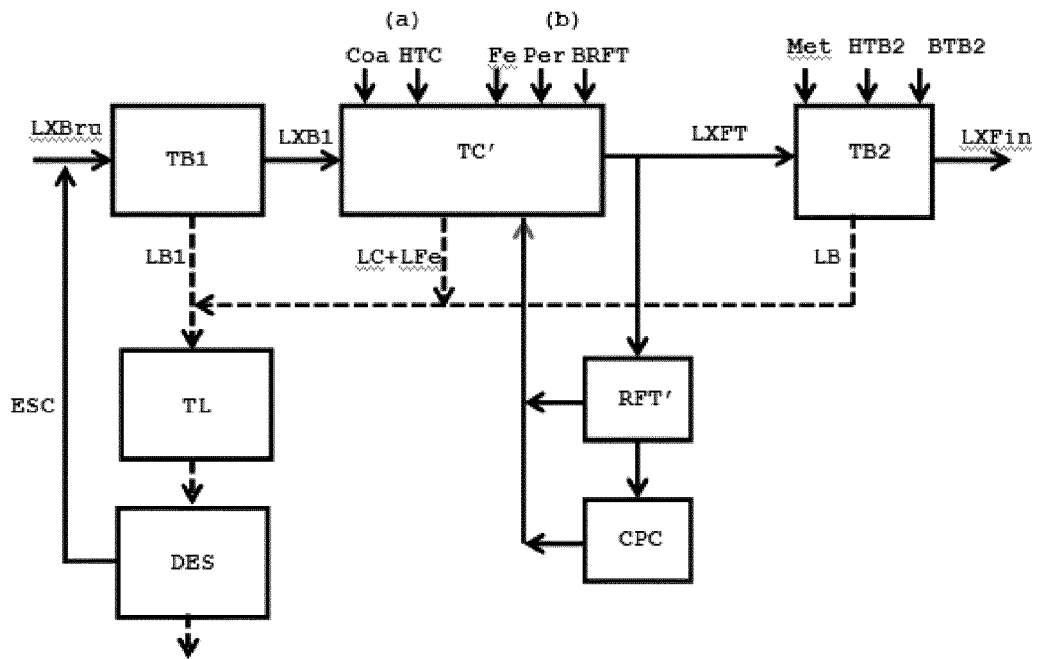 (a) (b)
Coa HTC Fe Per BRFT Met HTB2 BTB2
LXBru TB1 LXB1 TC' LXFT TB2 LXFin
LB1 LC+LFe LB
ESC TL RFT'
DES CPC